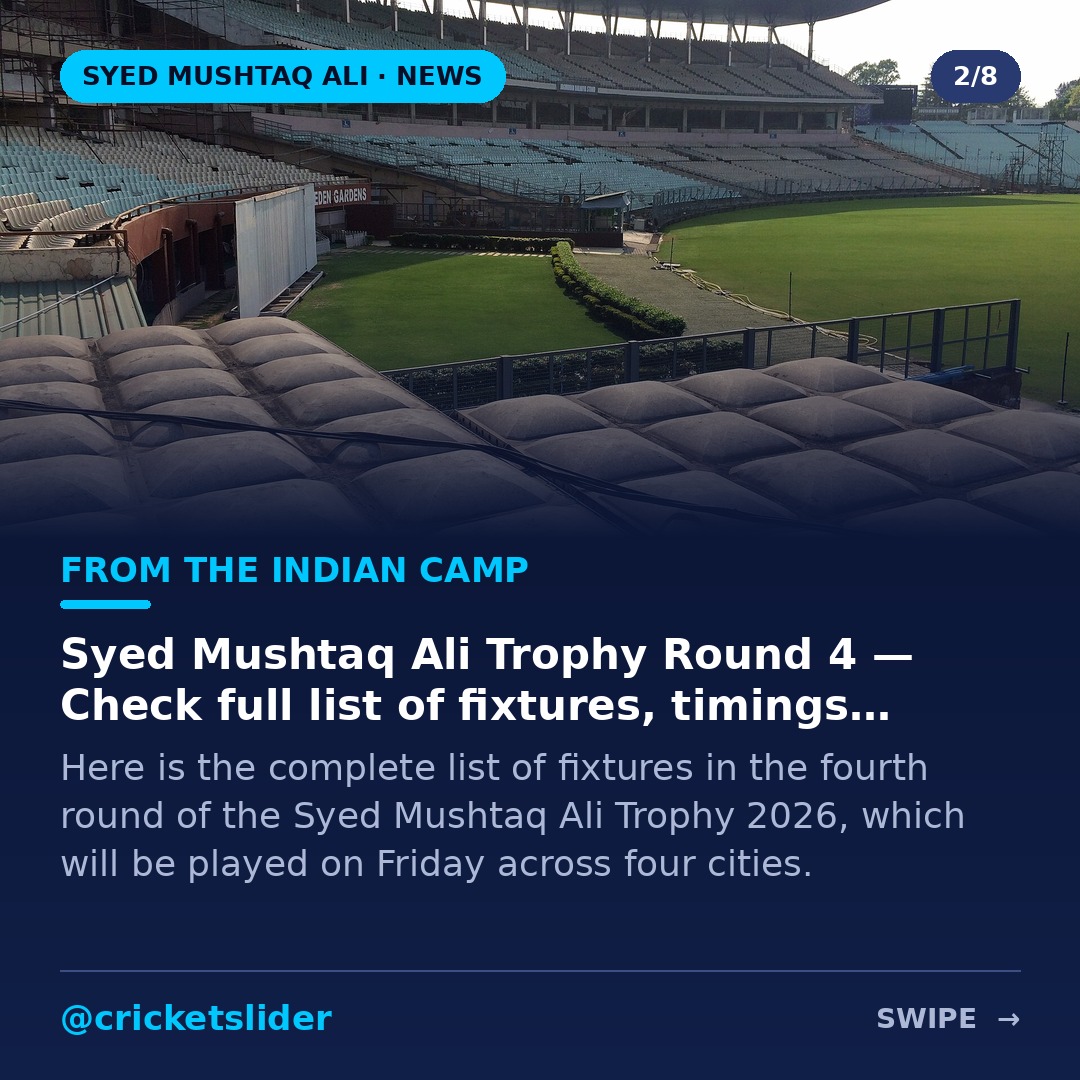 SYED MUSHTAQ ALI · NEWS
2/8
EDEN GARDENS
FROM THE INDIAN CAMP
Syed Mushtaq Ali Trophy Round 4 —
Check full list of fixtures, timings…
Here is the complete list of fixtures in the fourth
round of the Syed Mushtaq Ali Trophy 2026, which
will be played on Friday across four cities.
@cricketslider
SWIPE →